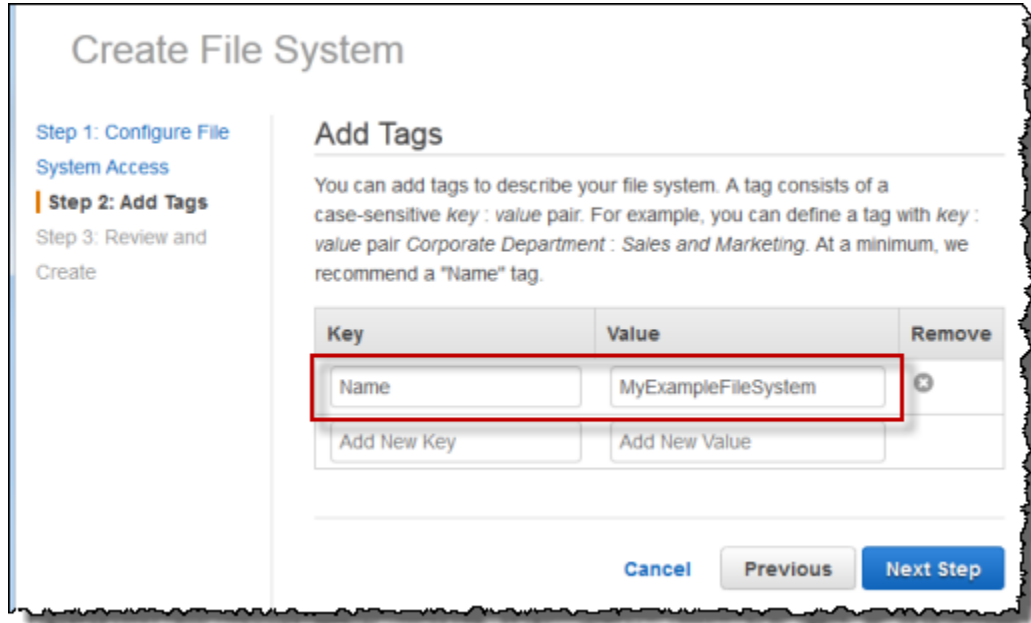 Create File System
Step 1: Configure File
System Access
Step 2: Add Tags
Step 3: Review and
Create
Add Tags
You can add tags to describe your file system. A tag consists of a
case-sensitive key : value pair. For example, you can define a tag with key :
value pair Corporate Department : Sales and Marketing. At a minimum, we
recommend a "Name" tag.
Key Value Remove
Name MyExampleFileSystem
Add New Key Add New Value
Cancel Previous Next Step